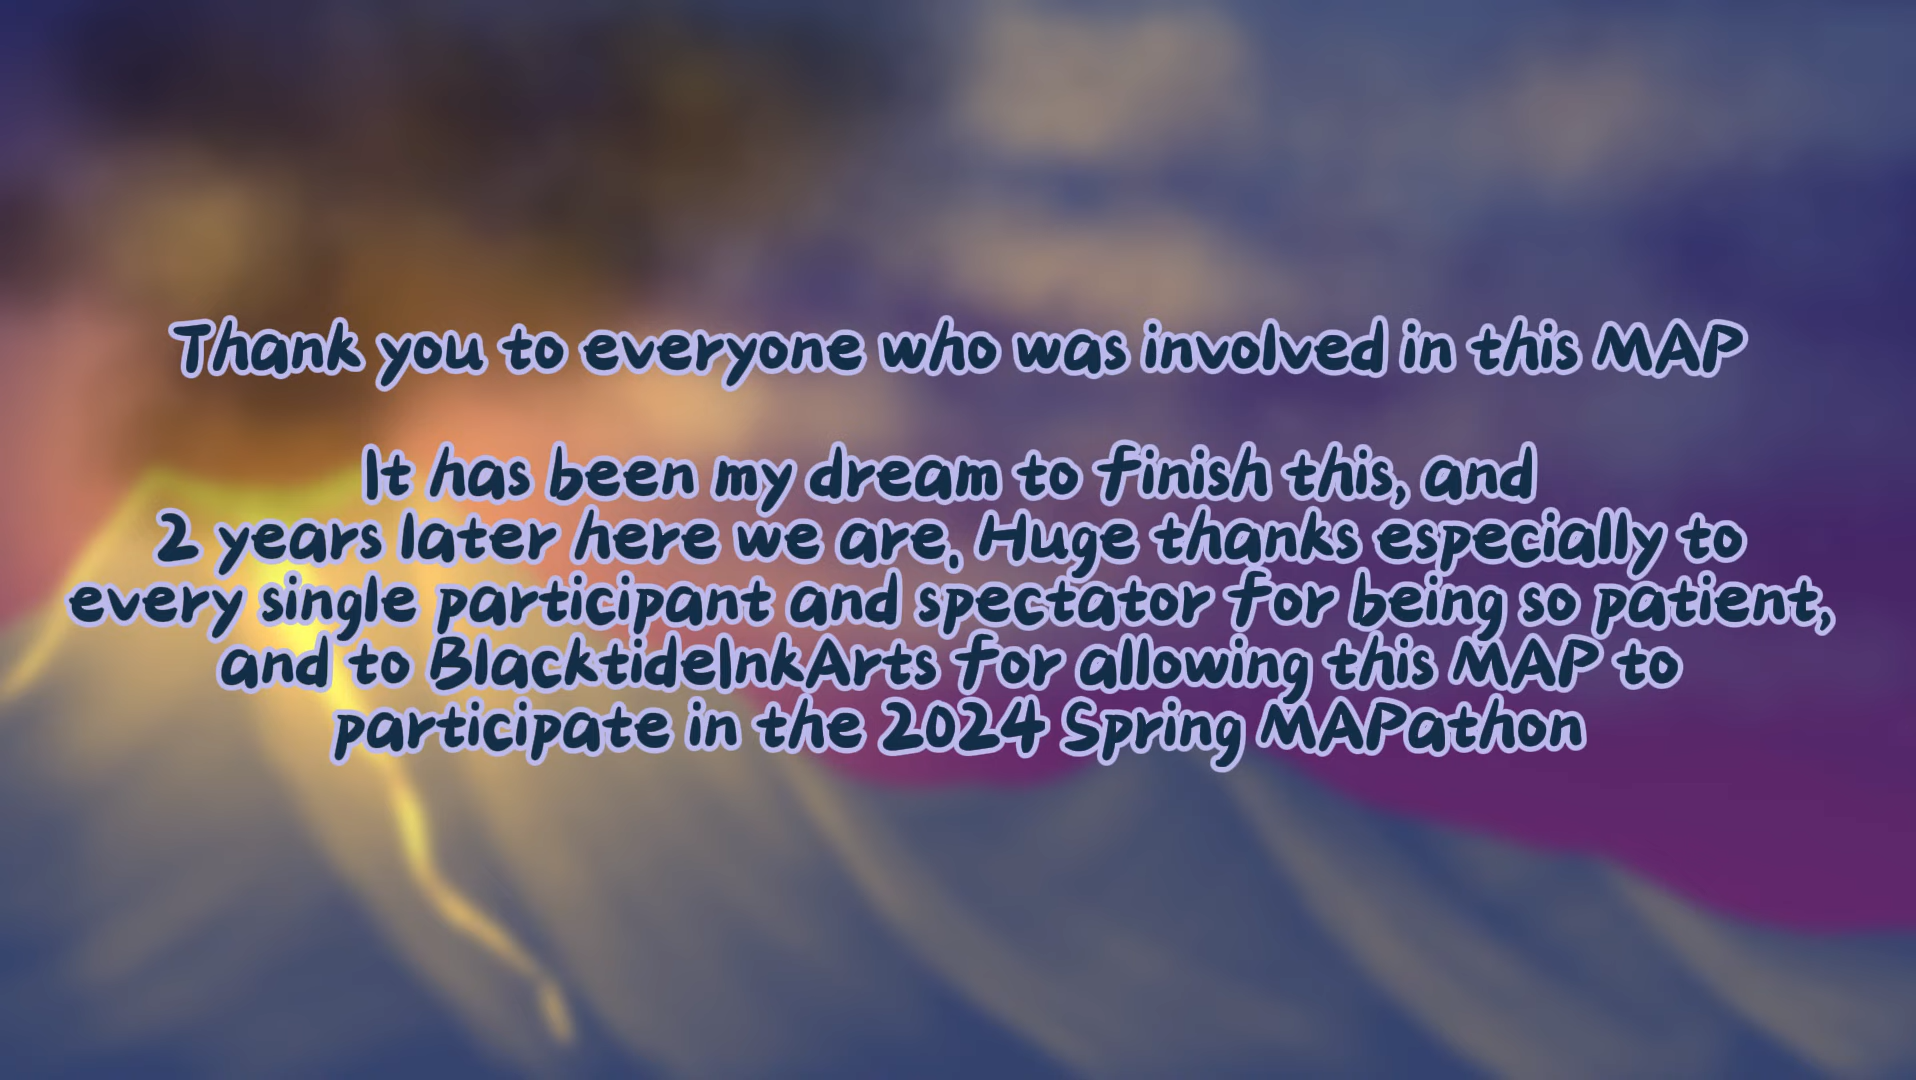 Thank you to everyone who was involved in this MAP
It has been my dream to finish this, and
2 years later here we are. Huge thanks especially to
every single participant and spectator for being so patient,
and to BlacktideInkArts for allowing this MAP to
participate in the 2024 Spring MAPathon